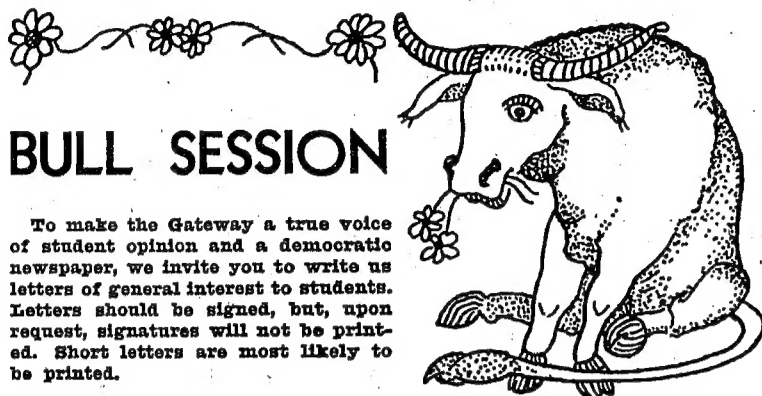 BULL SESSION
To make the Gateway a true voice
of student opinion and a democratic
newspaper, we invite you to write us
letters of general interest to students.
Letters should be signed, but, upon
request, signatures will not be print-
ed. Short letters are most likely to
be printed.